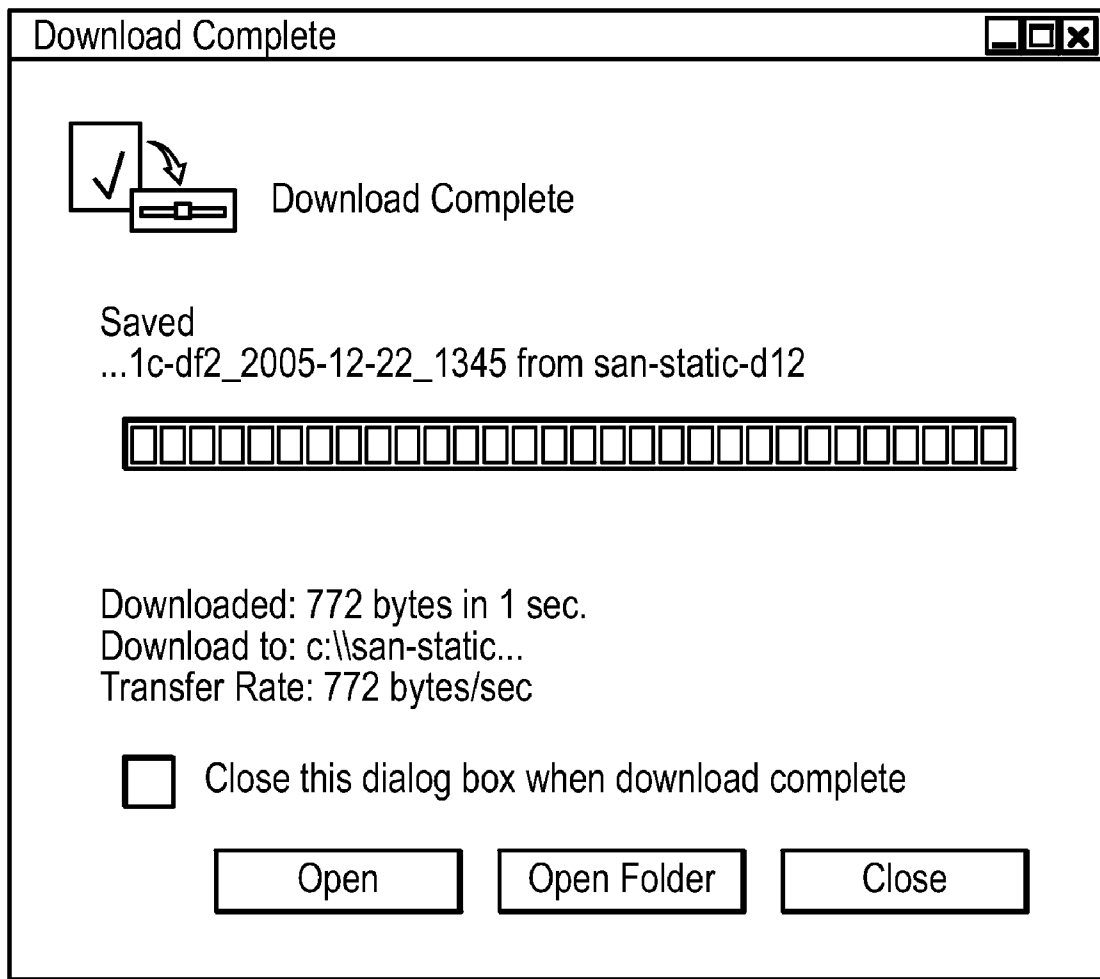 Download Complete
Download Complete
Saved
...1c-df2_2005-12-22_1345 from san-static-d12
Downloaded: 772 bytes in 1 sec.
Download to: c:\\san-static...
Transfer Rate: 772 bytes/sec
Close this dialog box when download complete
Open
Open Folder
Close